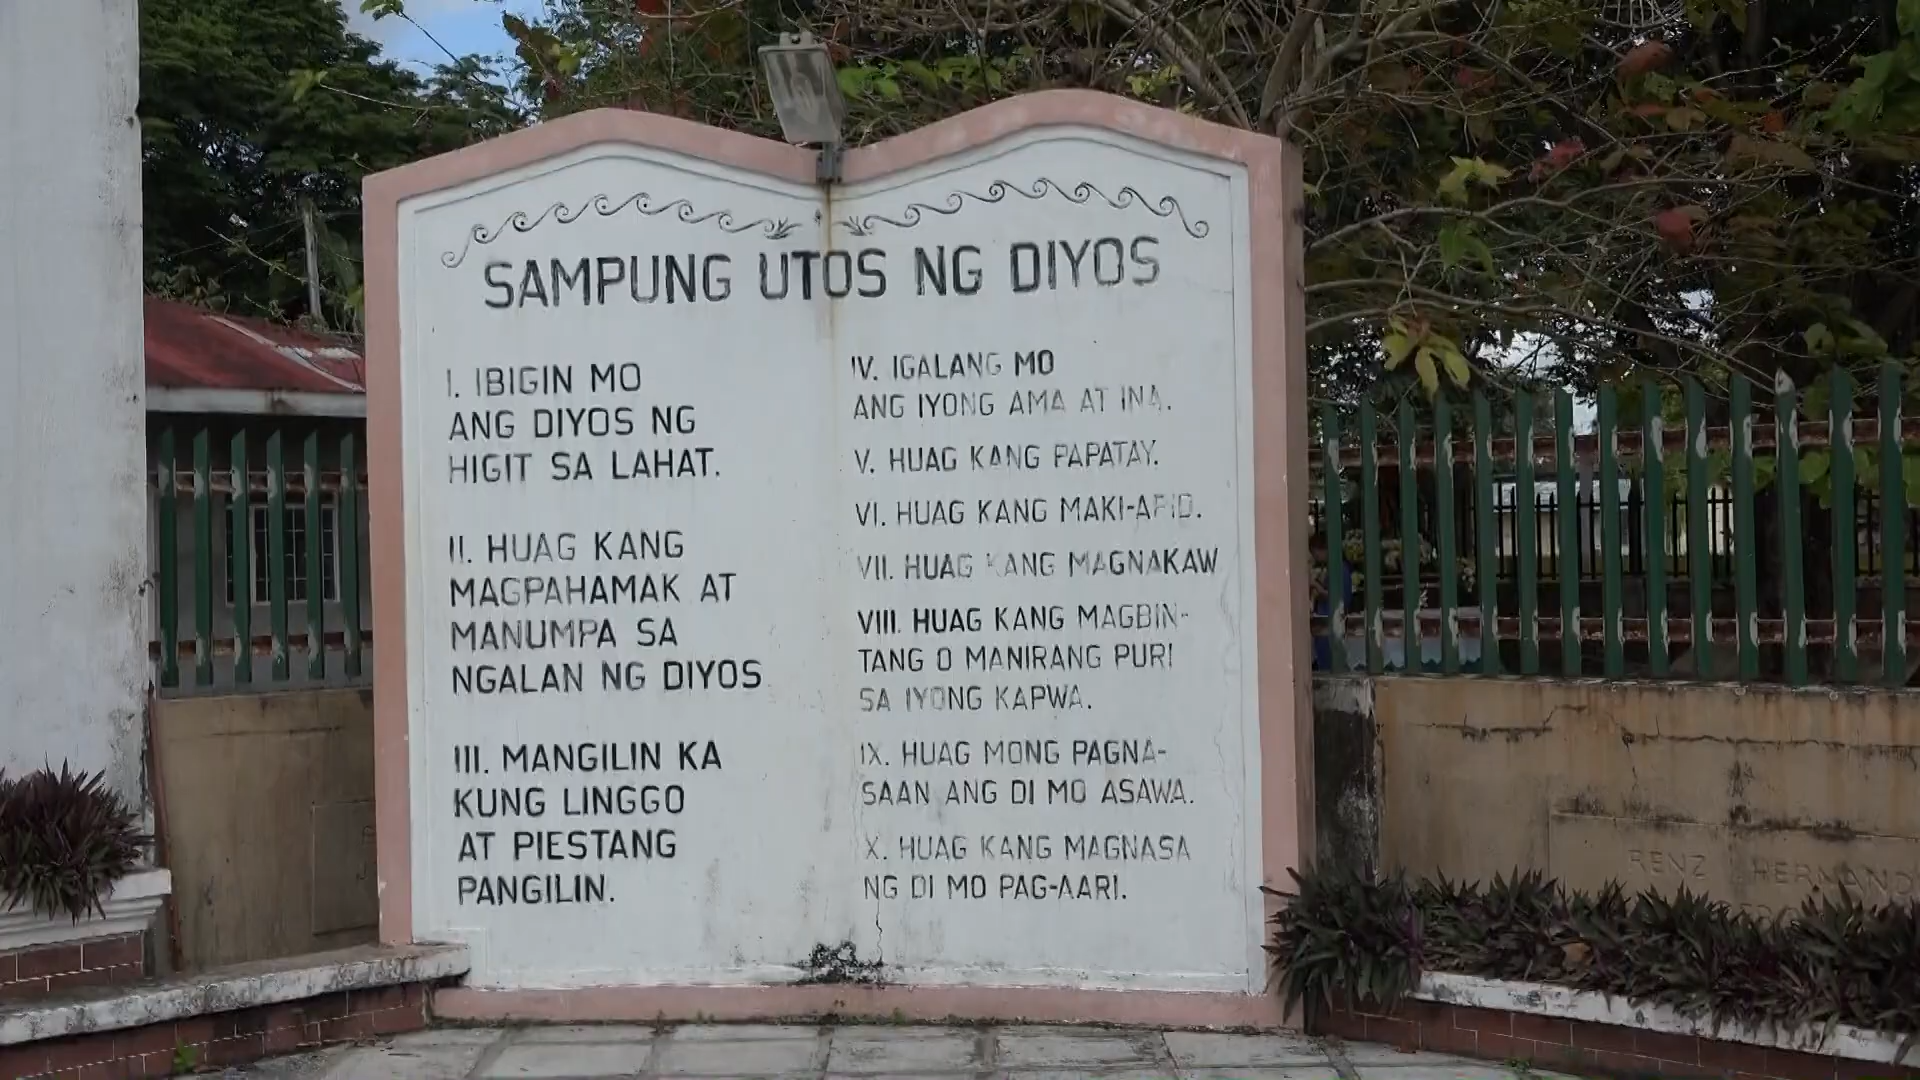 SAMPUNG UTOS NG DIYOS
I. IBIGIN MO
ANG DIYOS NG
HIGIT SA LAHAT.
II. HUAG KANG
MAGPAHAMAK AT
MANUMPA SA
NGALAN NG DIYOS
III. MANGILIN KA
KUNG LINGGO
AT PIESTANG
PANGILIN.
IV. IGALANG MO
ANG IYONG AMA AT INA.
V. HUAG KANG PAPATAY.
VI. HUAG KANG MAKI-APID.
VII. HUAG KANG MAGNAKAW
VIII. HUAG KANG MAGBIN-
TANG O MANIRANG PURI
SA IYONG KAPWA.
IX. HUAG MONG PAGNA-
SAAN ANG DI MO ASAWA.
X. HUAG KANG MAGNASA
NG DI MO PAG-AARI.
RENZ